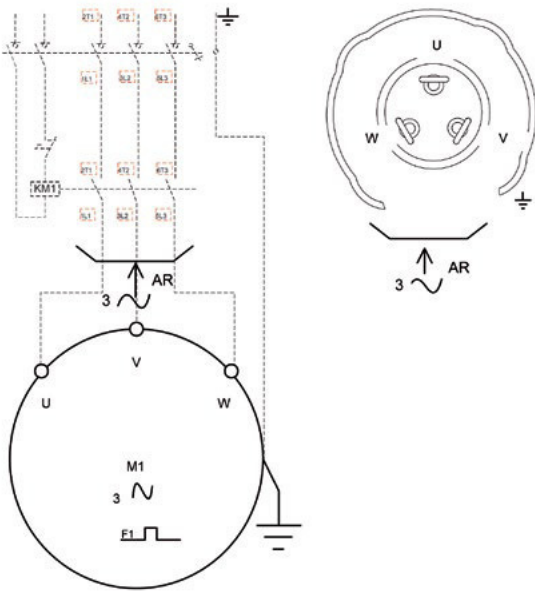 2T1 4T2 6T3
1L1 3L2 5L3
2T1 4T2 6T3
KM1
1L1 3L2 5L3
AR
3
V
U
W
M1
3
F1
U
W
V
AR
3